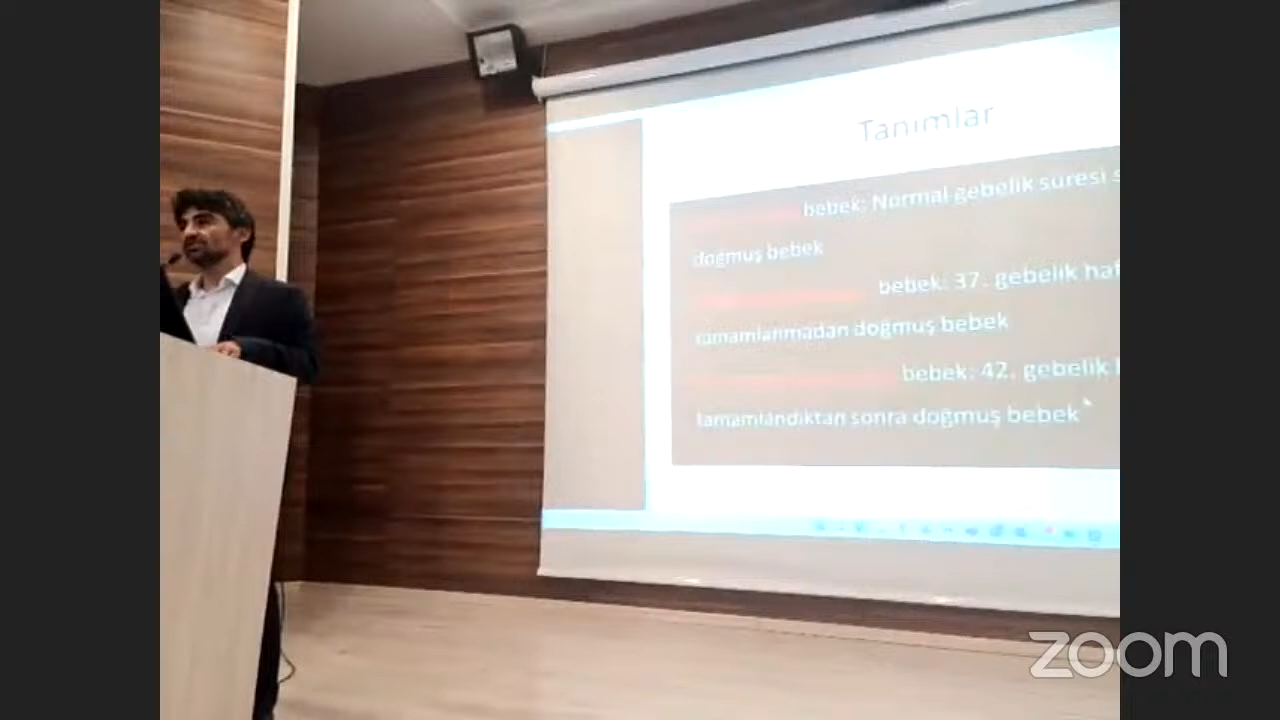 Tanımlar
bebek: Normal gebelik süresi s
doğmuş bebek
bebek: 37. gebelik haf
tamamlanmadan doğmuş bebek
bebek: 42. gebelik h
tamamlandıktan sonra doğmuş bebek
zoom